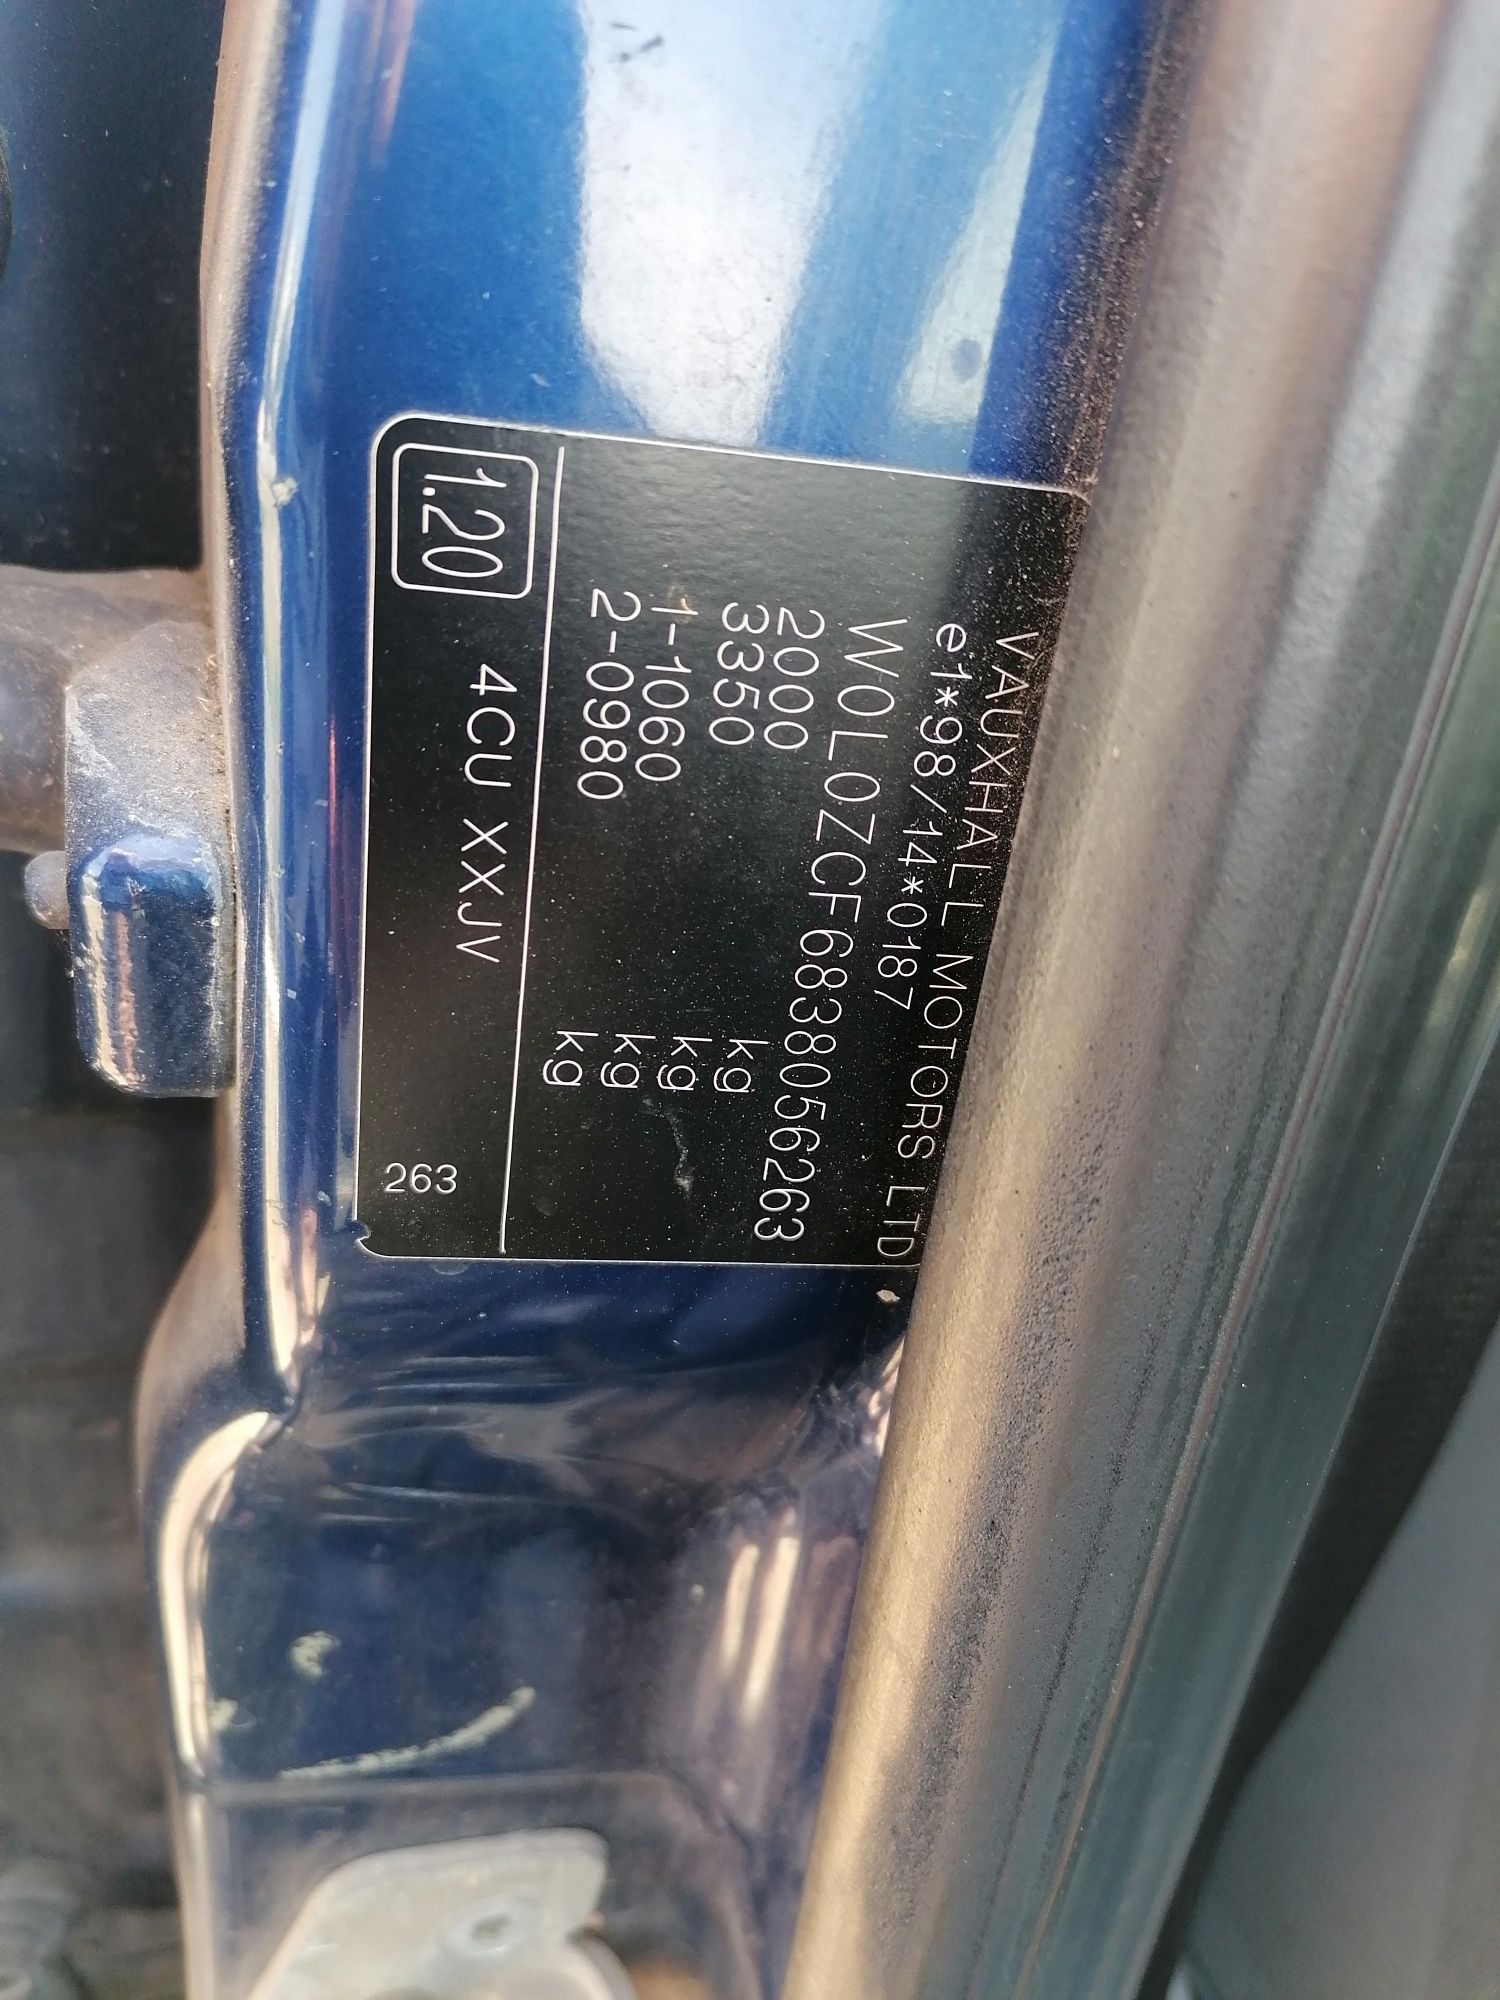 VAUXHALL MOTORS LTD.
e1*98/14*0187
W0L0ZCF6838056263
2000 kg
3350 kg
1-1060 kg
2-0980 kg
1.20 4CU XXJV
263